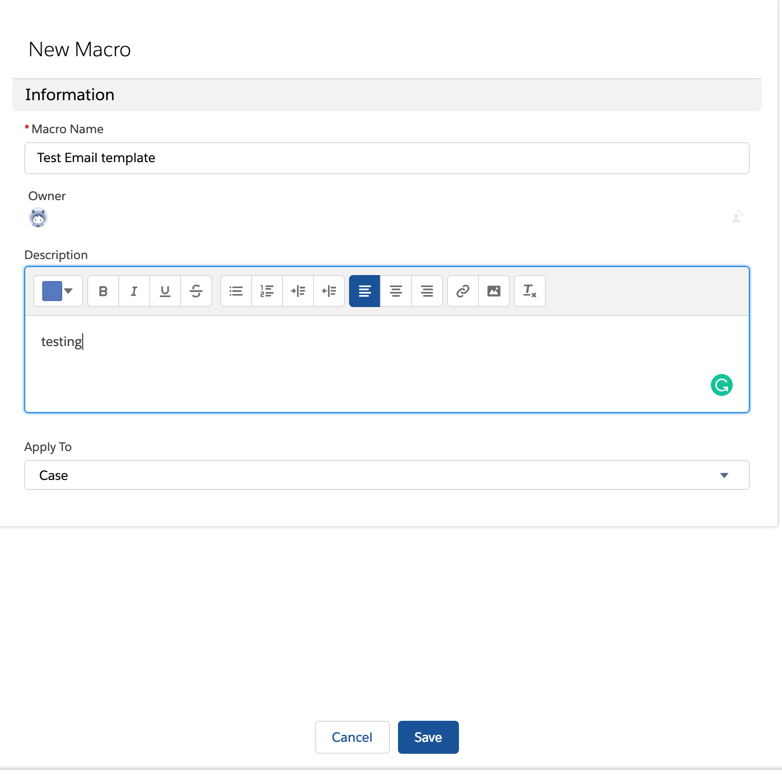 New Macro
Information
* Macro Name
Test Email template
Owner
Description
B I U S
testing
Apply To
Case
Cancel Save